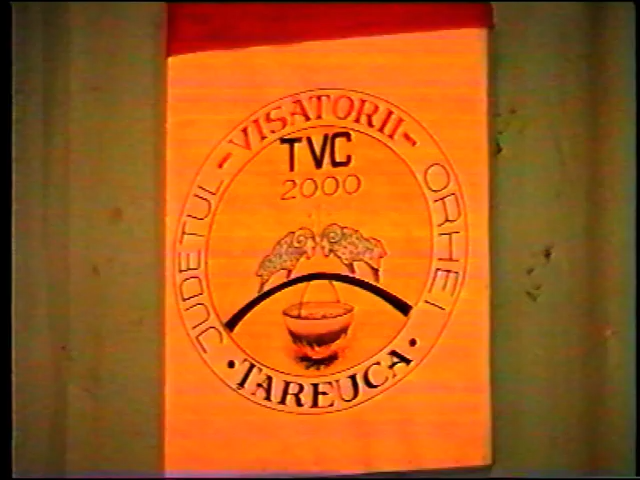 -VISATORII-
TVC
2000
JUDETUL
ORHEI
•TAREUCA•